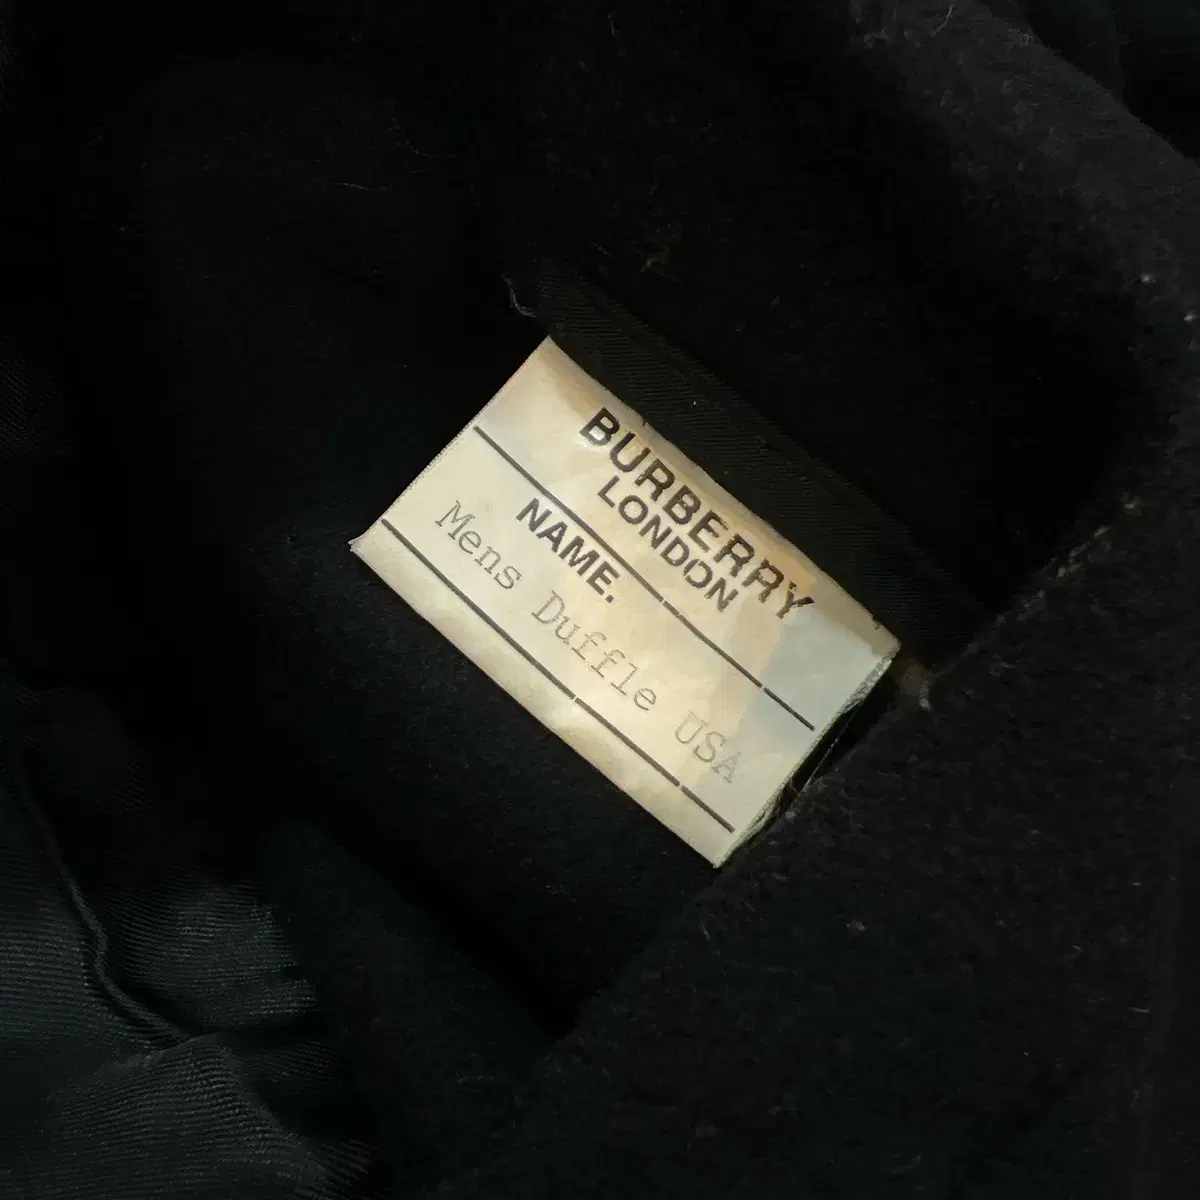 BURBERRY
LONDON
NAME.
Mens Duffle USA